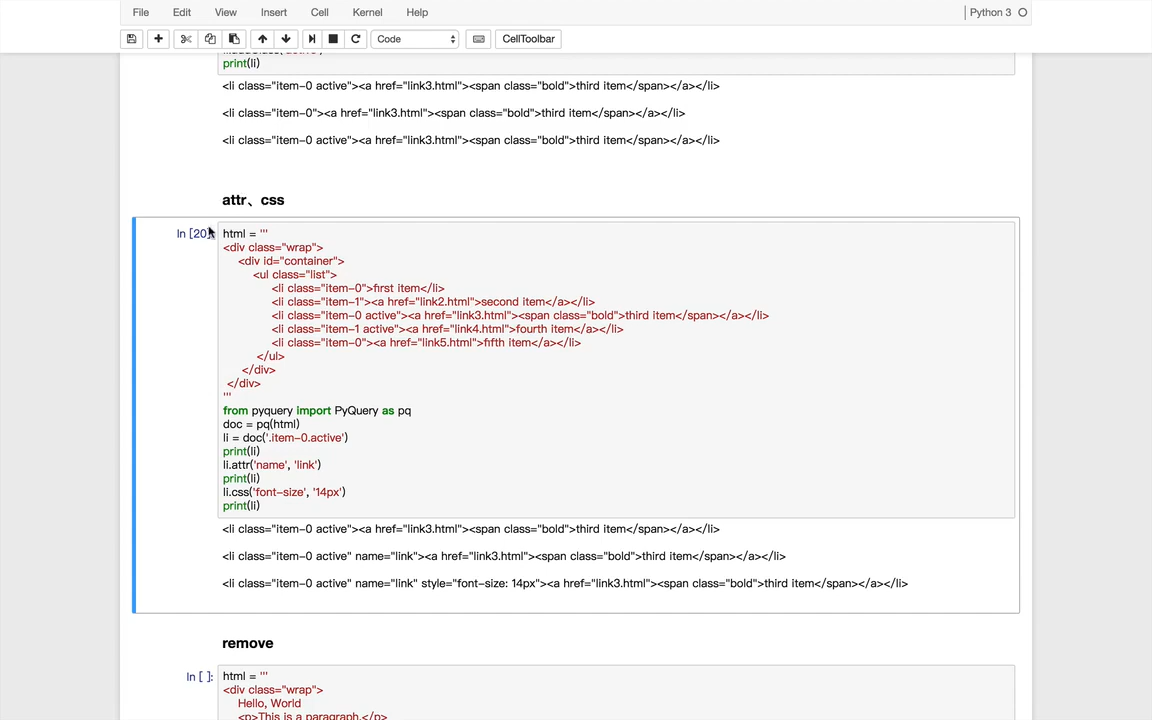 File Edit View Insert Cell Kernel Help Python 3
Code CellToolbar
print(li)
<li class="item-0 active"><a href="link3.html"><span class="bold">third item</span></a></li>
<li class="item-0"><a href="link3.html"><span class="bold">third item</span></a></li>
<li class="item-0 active"><a href="link3.html"><span class="bold">third item</span></a></li>
attr、css
In [20]: html = '''
<div class="wrap">
<div id="container">
<ul class="list">
<li class="item-0">first item</li>
<li class="item-1"><a href="link2.html">second item</a></li>
<li class="item-0 active"><a href="link3.html"><span class="bold">third item</span></a></li>
<li class="item-1 active"><a href="link4.html">fourth item</a></li>
<li class="item-0"><a href="link5.html">fifth item</a></li>
</ul>
</div>
</div>
'''
from pyquery import PyQuery as pq
doc = pq(html)
li = doc('.item-0.active')
print(li)
li.attr('name', 'link')
print(li)
li.css('font-size', '14px')
print(li)
<li class="item-0 active"><a href="link3.html"><span class="bold">third item</span></a></li>
<li class="item-0 active" name="link"><a href="link3.html"><span class="bold">third item</span></a></li>
<li class="item-0 active" name="link" style="font-size: 14px"><a href="link3.html"><span class="bold">third item</span></a></li>
remove
In [ ]: html = '''
<div class="wrap">
Hello, World
<p>This is a paragraph.</p>